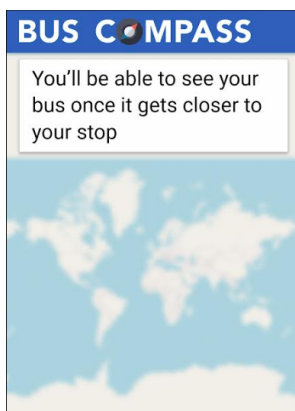 BUS COMPASS
You'll be able to see your
bus once it gets closer to
your stop